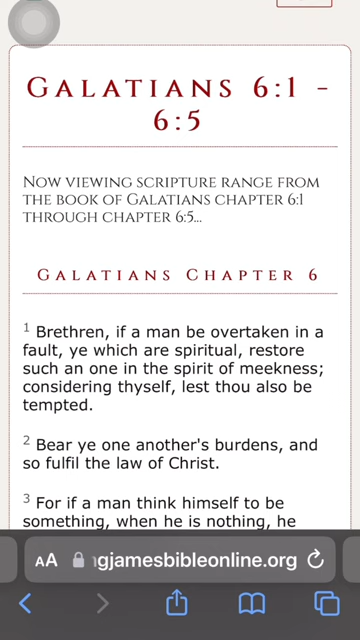 GALATIANS 6:1 -
6:5
NOW VIEWING SCRIPTURE RANGE FROM
THE BOOK OF GALATIANS CHAPTER 6:1
THROUGH CHAPTER 6:5...
GALATIANS CHAPTER 6
1 Brethren, if a man be overtaken in a
fault, ye which are spiritual, restore
such an one in the spirit of meekness;
considering thyself, lest thou also be
tempted.
2 Bear ye one another's burdens, and
so fulfil the law of Christ.
3 For if a man think himself to be
something, when he is nothing, he
AA gjamesbibleonline.org